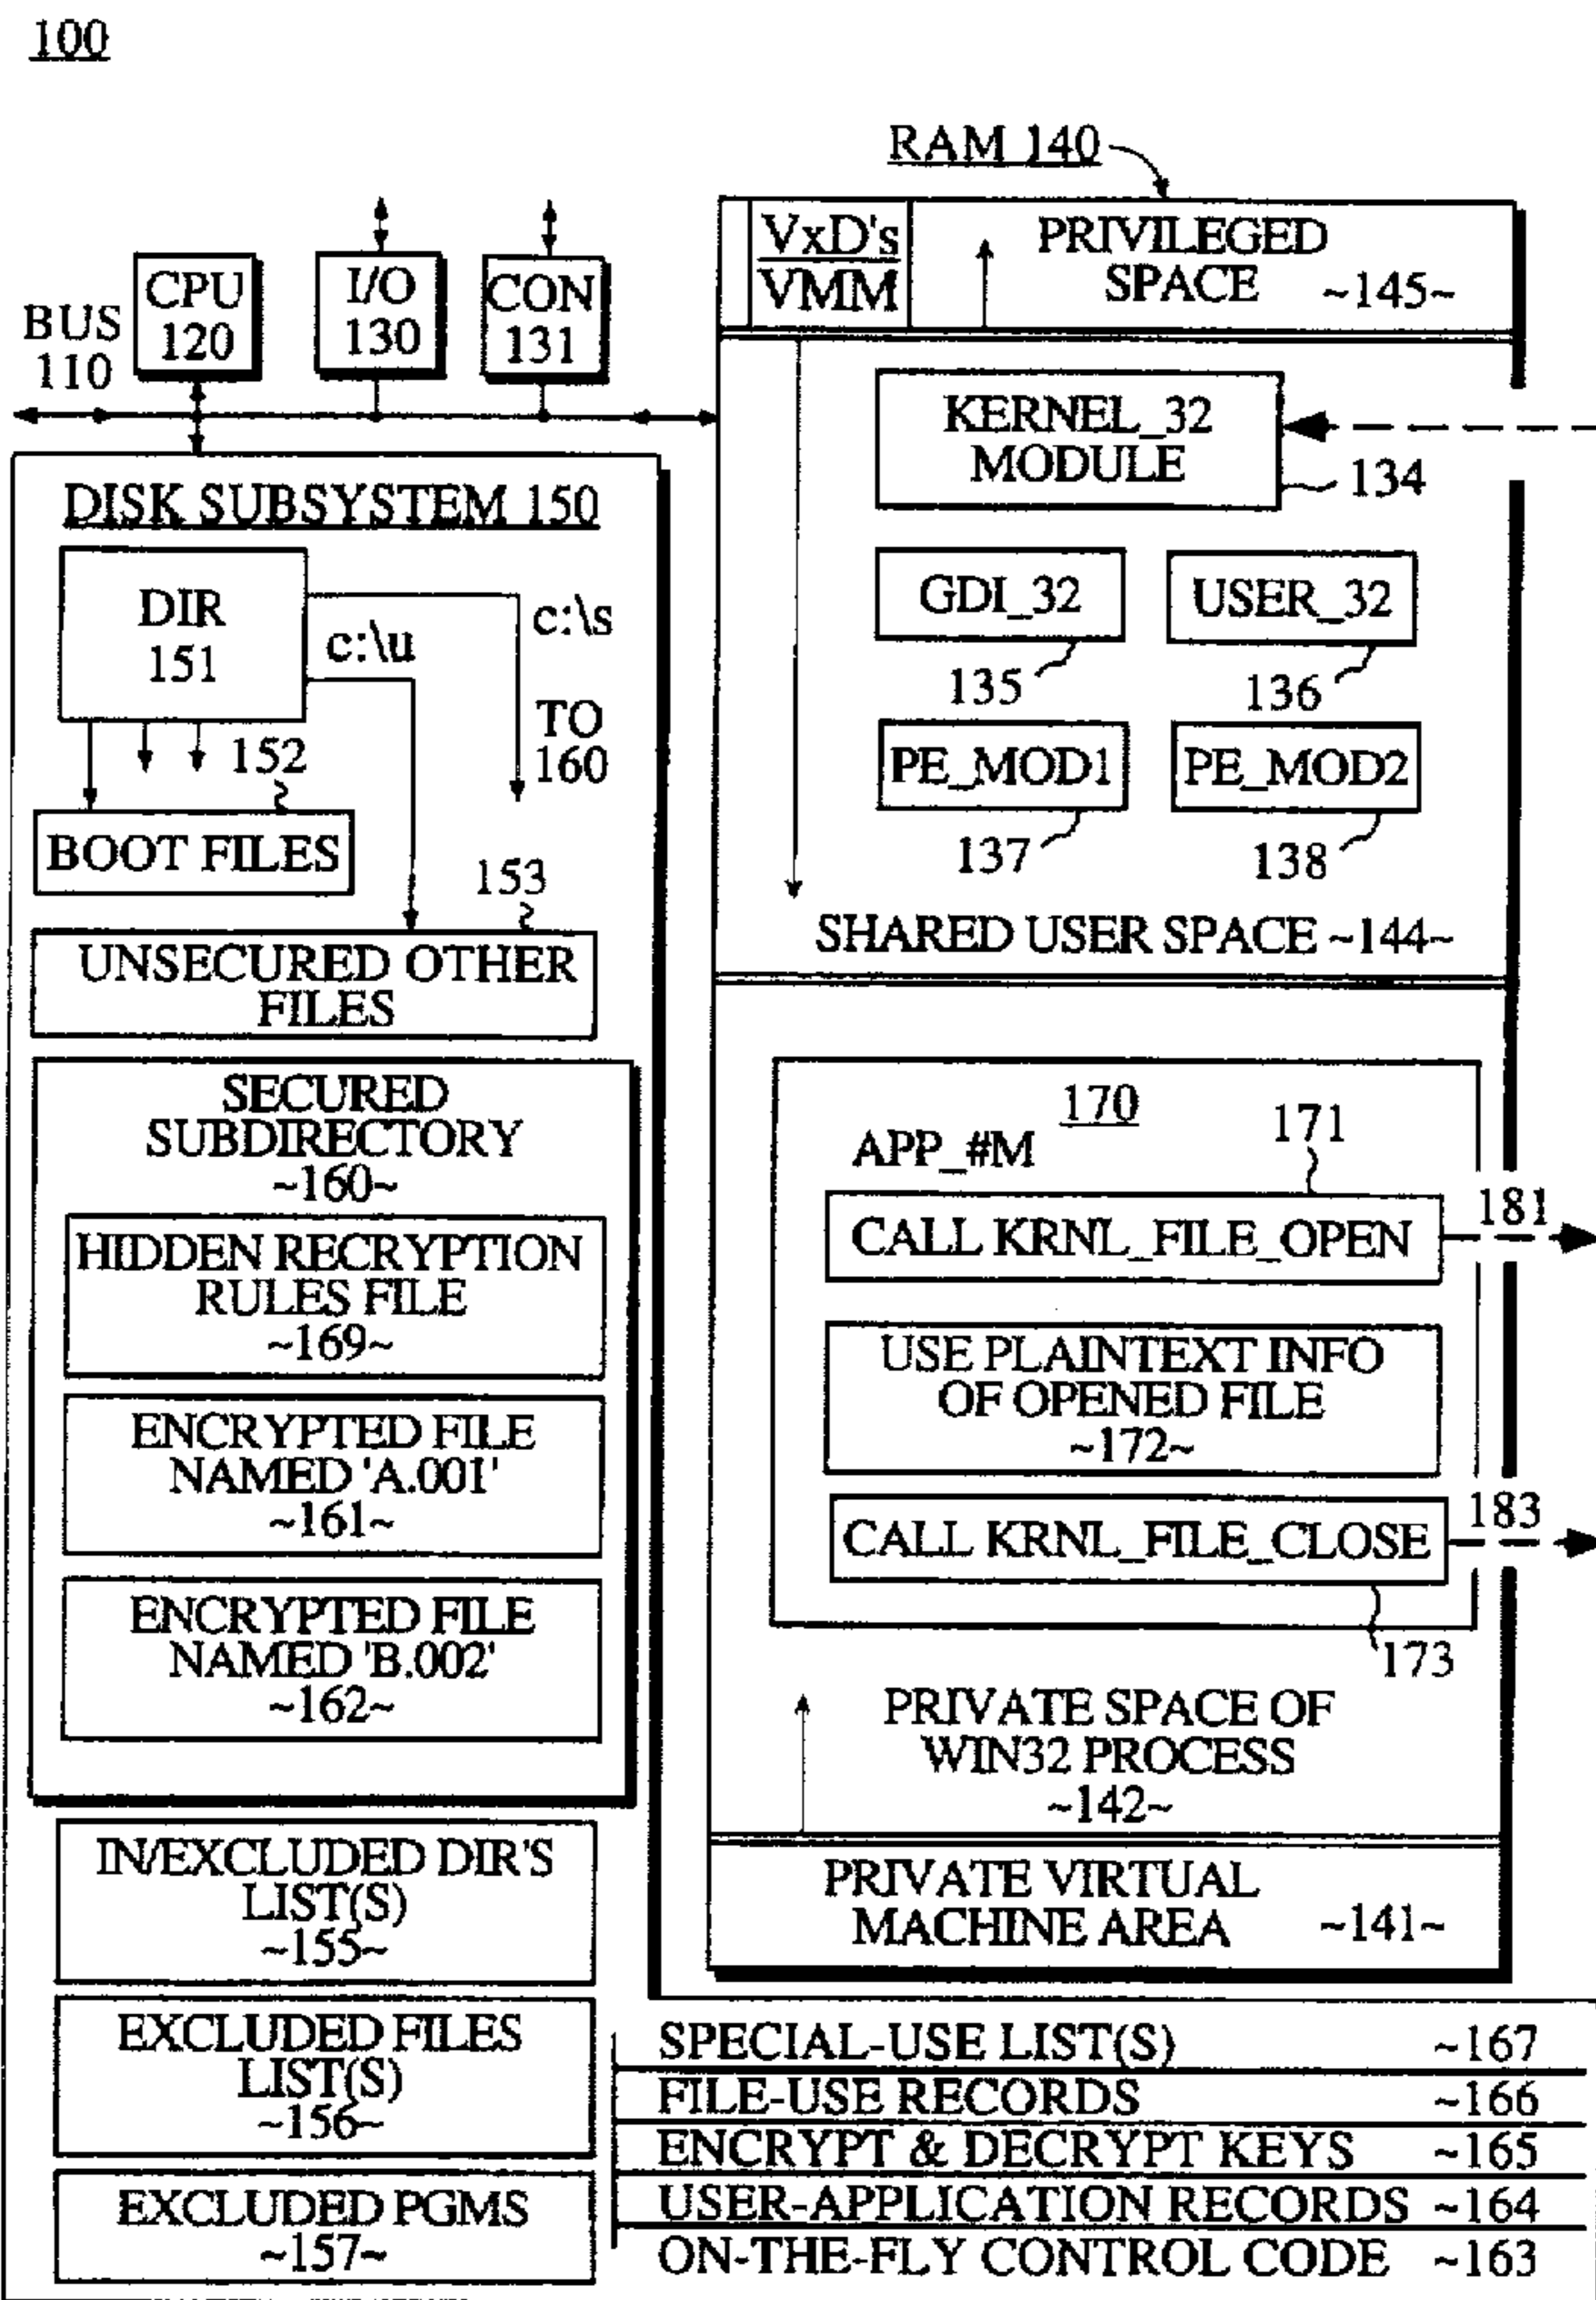 100
RAM 140
VxD's
VMM
PRIVILEGED
SPACE ~145~
BUS
110
CPU
120
I/O
130
CON
131
KERNEL_32
MODULE
134
GDI_32
135
USER_32
136
PE_MOD1
137
PE_MOD2
138
SHARED USER SPACE ~144~
DISK SUBSYSTEM 150
DIR
151
c:\u
c:\s
TO
160
152
BOOT FILES
153
UNSECURED OTHER
FILES
SECURED
SUBDIRECTORY
~160~
HIDDEN RECRYPTION
RULES FILE
~169~
ENCRYPTED FILE
NAMED 'A.001'
~161~
ENCRYPTED FILE
NAMED 'B.002'
~162~
170
APP_#M
171
CALL KRNL_FILE_OPEN
181
USE PLAINTEXT INFO
OF OPENED FILE
~172~
CALL KRNL_FILE_CLOSE
183
173
PRIVATE SPACE OF
WIN32 PROCESS
~142~
PRIVATE VIRTUAL
MACHINE AREA ~141~
IN/EXCLUDED DIR'S
LIST(S)
~155~
EXCLUDED FILES
LIST(S)
~156~
EXCLUDED PGMS
~157~
SPECIAL-USE LIST(S) ~167
FILE-USE RECORDS ~166
ENCRYPT & DECRYPT KEYS ~165
USER-APPLICATION RECORDS ~164
ON-THE-FLY CONTROL CODE ~163